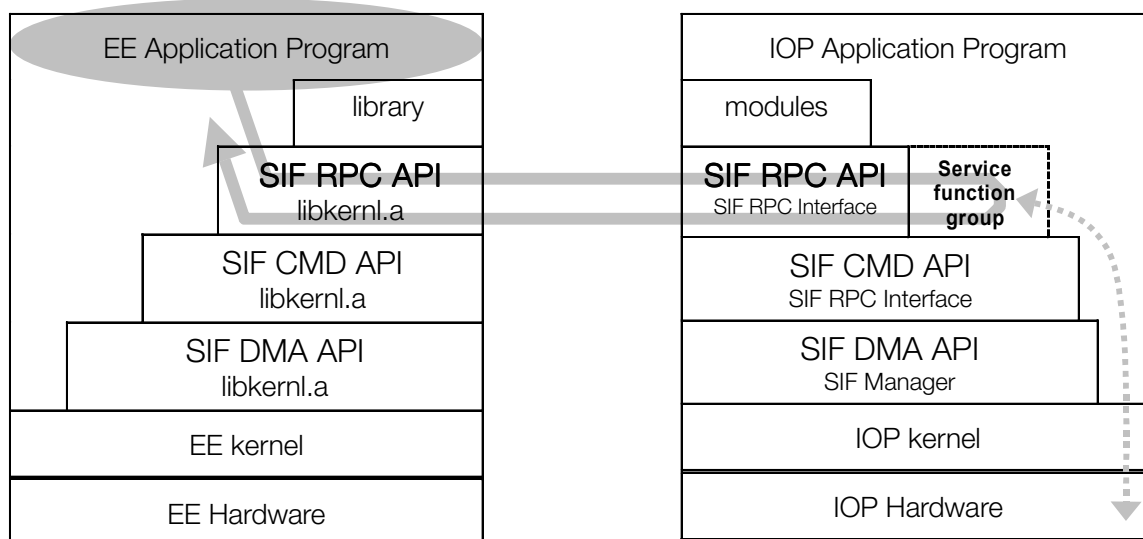 EE Application Program
library
SIF RPC API
libkernl.a
SIF CMD API
libkernl.a
SIF DMA API
libkernl.a
EE kernel
EE Hardware
IOP Application Program
modules
SIF RPC API
SIF RPC Interface
Service
function
group
SIF CMD API
SIF RPC Interface
SIF DMA API
SIF Manager
IOP kernel
IOP Hardware